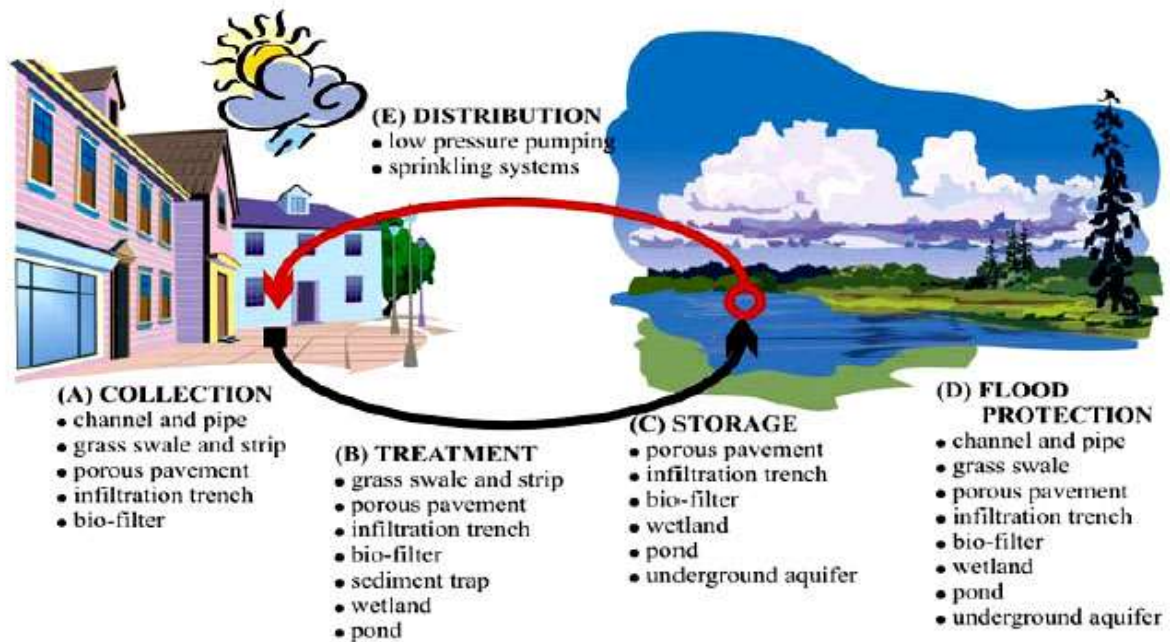 (E) DISTRIBUTION
• low pressure pumping
• sprinkling systems
(A) COLLECTION
• channel and pipe
• grass swale and strip
• porous pavement
• infiltration trench
• bio-filter
(B) TREATMENT
• grass swale and strip
• porous pavement
• infiltration trench
• bio-filter
• sediment trap
• wetland
• pond
(C) STORAGE
• porous pavement
• infiltration trench
• bio-filter
• wetland
• pond
• underground aquifer
(D) FLOOD
PROTECTION
• channel and pipe
• grass swale
• porous pavement
• infiltration trench
• bio-filter
• wetland
• pond
• underground aquifer